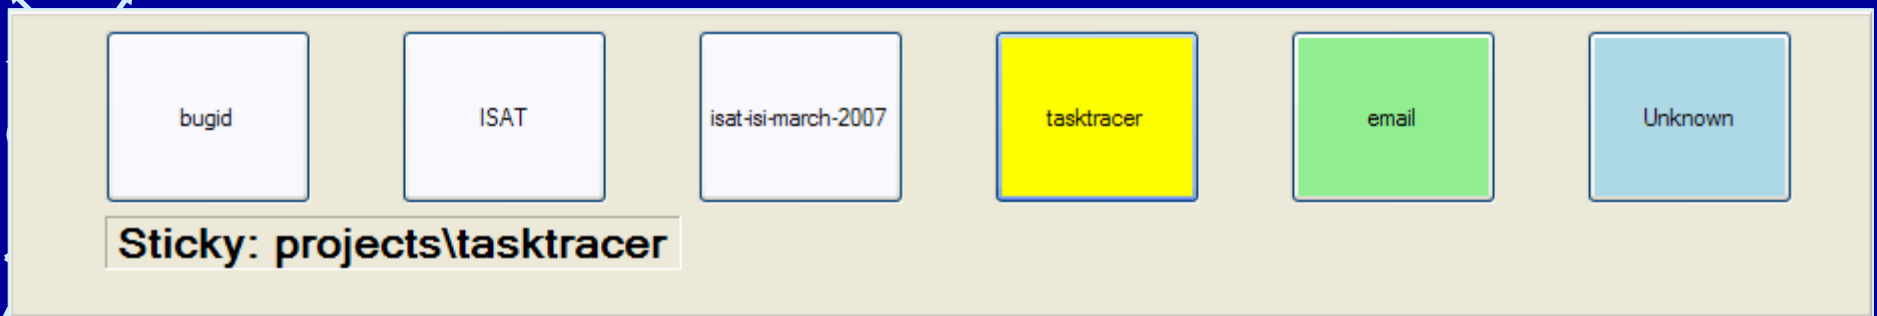 bugid ISAT isat-isi-march-2007 tasktracer email Unknown
Sticky: projects\tasktracer